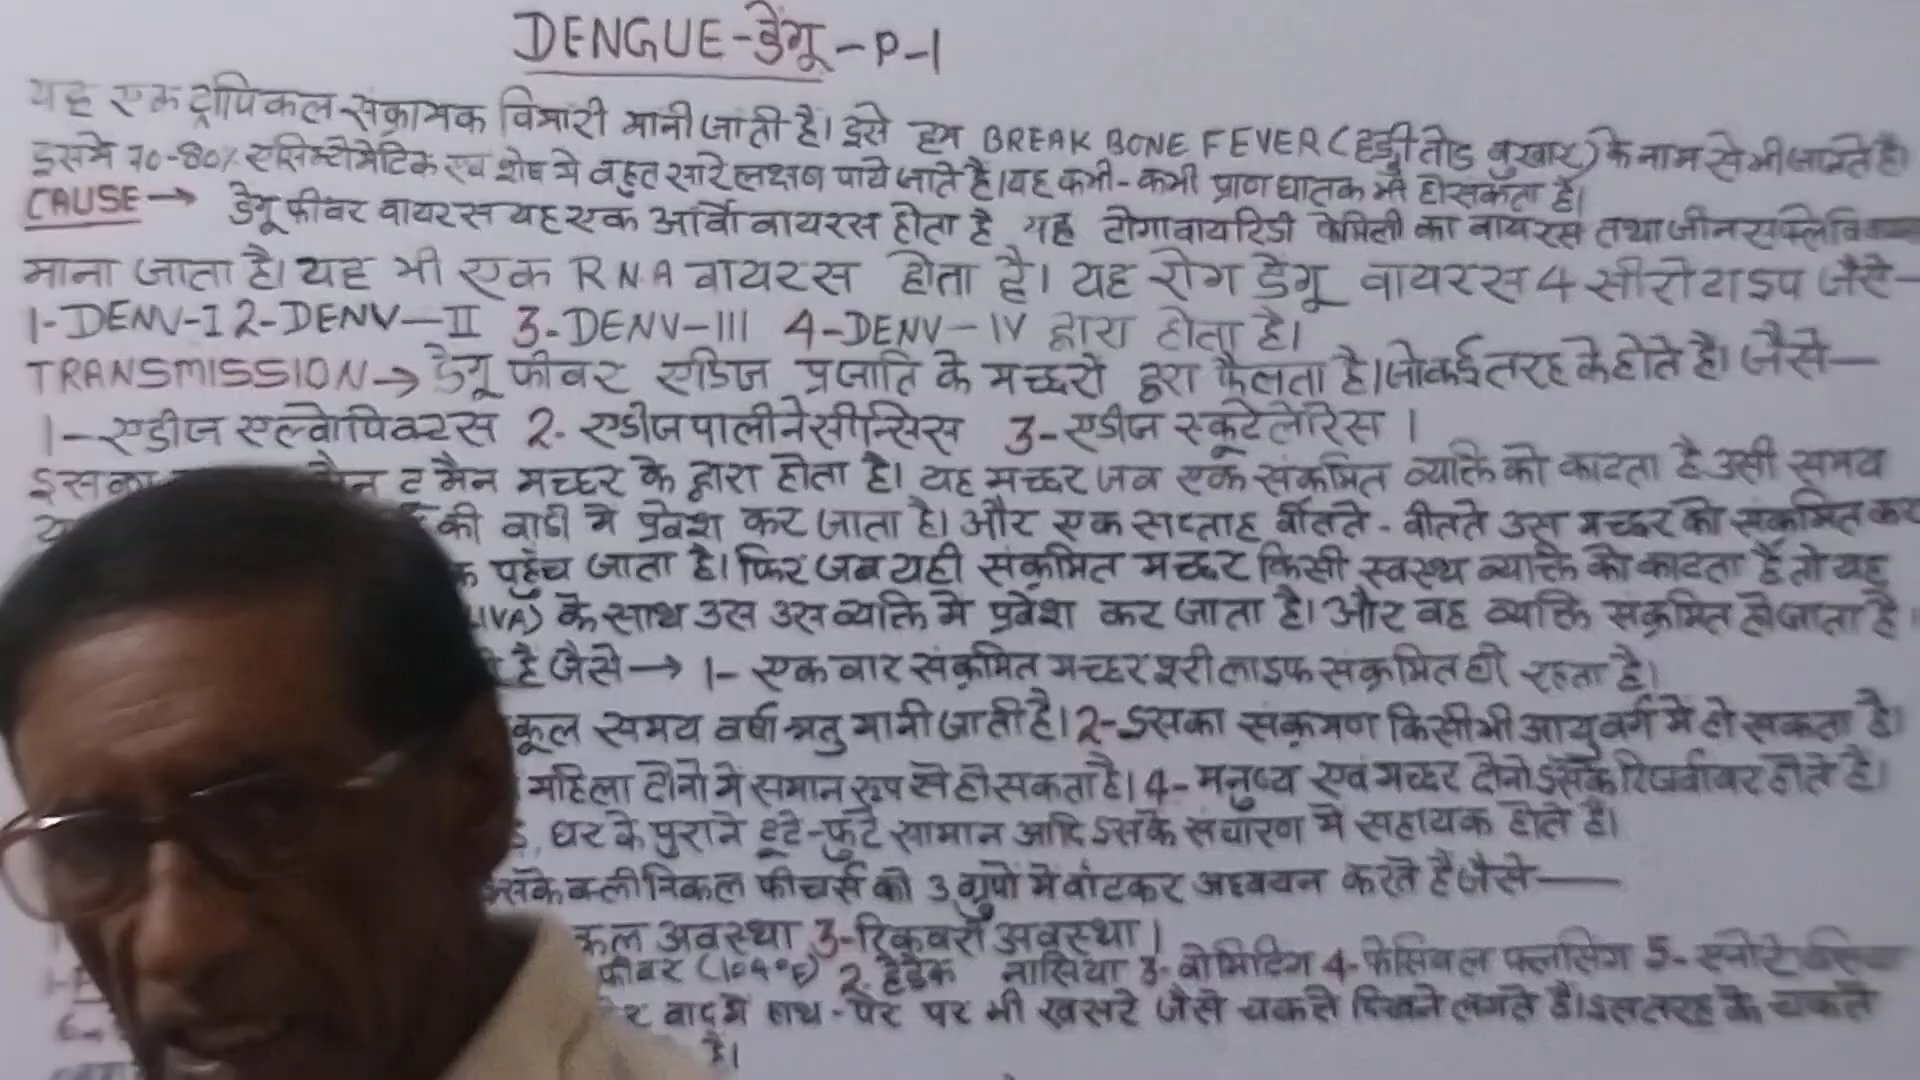 DENGUE-डेंगू-P-1
यह एक ट्रापिकल संक्रामक विमारी मानी जाती है। इसे हम BREAK BONE FEVER (हड्डी तोड बुखार) के नाम से भी जानते है।
इसमे 70-80% एसिम्टोमेटिक एवं शेष मे बहुत सारे लक्षण पाये जाते है। यह कभी-कभी प्राण घातक भी हो सकता है।
CAUSE→ डेंगू फीवर वायरस यह एक आर्वो वायरस होता है यह टोगावायरिडी फेमिली का वायरस तथा जीनस
माना जाता है। यह भी एक RNA वायरस होता है। यह रोग डेंगू वायरस 4 सीरोटाइप जैसे—
1-DENV-I 2-DENV-II 3-DENV-III 4-DENV-IV द्वारा होता है।
TRANSMISSION→ डेंगू फीवर एडिज प्रजाति के मच्छरो द्वारा फैलता है। जो कई तरह के होते है। जैसे—
1-एडीज एल्वोपिक्टस 2-एडीज पालीनेसीन्सिस 3-एडीज स्कूटेलेरिस।
इसका मैन टू मैन मच्छर के द्वारा होता है। यह मच्छर जब एक संक्रमित व्यक्ति को काटता है उसी समय
की वाडी मे प्रवेश कर जाता है। और एक सप्ताह बीतते-बीतते उस मच्छर को संक्रमित कर
पहुँच जाता है। फिर जब यही संक्रमित मच्छर किसी स्वस्थ व्यक्ति को काटता है तो यह
के साथ उस उस व्यक्ति मे प्रवेश कर जाता है। और वह व्यक्ति संक्रमित हो जाता है।
है जैसे→ 1-एक वार संक्रमित मच्छर पूरी लाइफ संक्रमित ही रहता है।
समय वर्षा ऋतु मानी जाती है। 2-इसका संक्रमण किसी भी आयु वर्ग मे हो सकता है।
महिला दोनो मे समान रूप से हो सकता है। 4-मनुष्य एवं मच्छर दोनो इसके रिजर्वायर होते है।
घर के पुराने टूटे-फुटे सामान आदि इसके संचारण मे सहायक होते है।
क्लीनिकल फीचर्स को 3 ग्रुपो मे वांटकर अध्ययन करते है जैसे—
अवस्था 3-रिकवरी अवस्था।
फीवर (104°F) 2-हेडेक नासिया 3-वोमिटिंग 4-फेसियल फ्लसिंग 5-
वाद मे हाथ-पैर पर भी खसरे जैसे चकत्ते दिखने लगते है। इस तरह के चकत्ते
है।